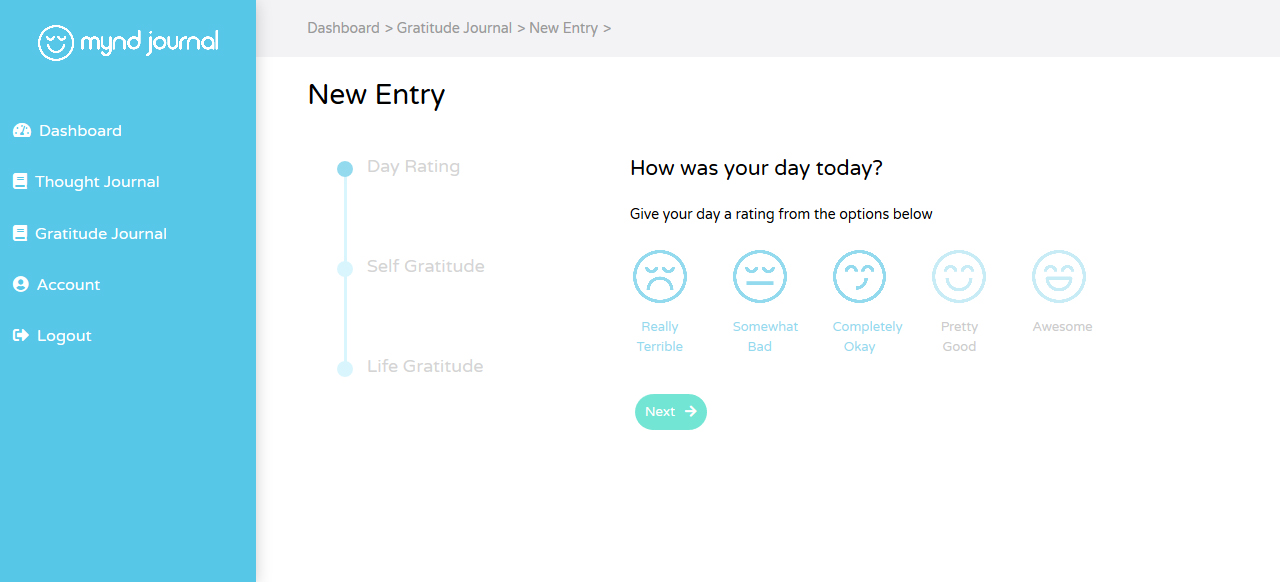 mynd journal
Dashboard
Thought Journal
Gratitude Journal
Account
Logout
Dashboard > Gratitude Journal > New Entry >
New Entry
Day Rating
Self Gratitude
Life Gratitude
How was your day today?
Give your day a rating from the options below
Really
Terrible
Somewhat
Bad
Completely
Okay
Pretty
Good
Awesome
Next